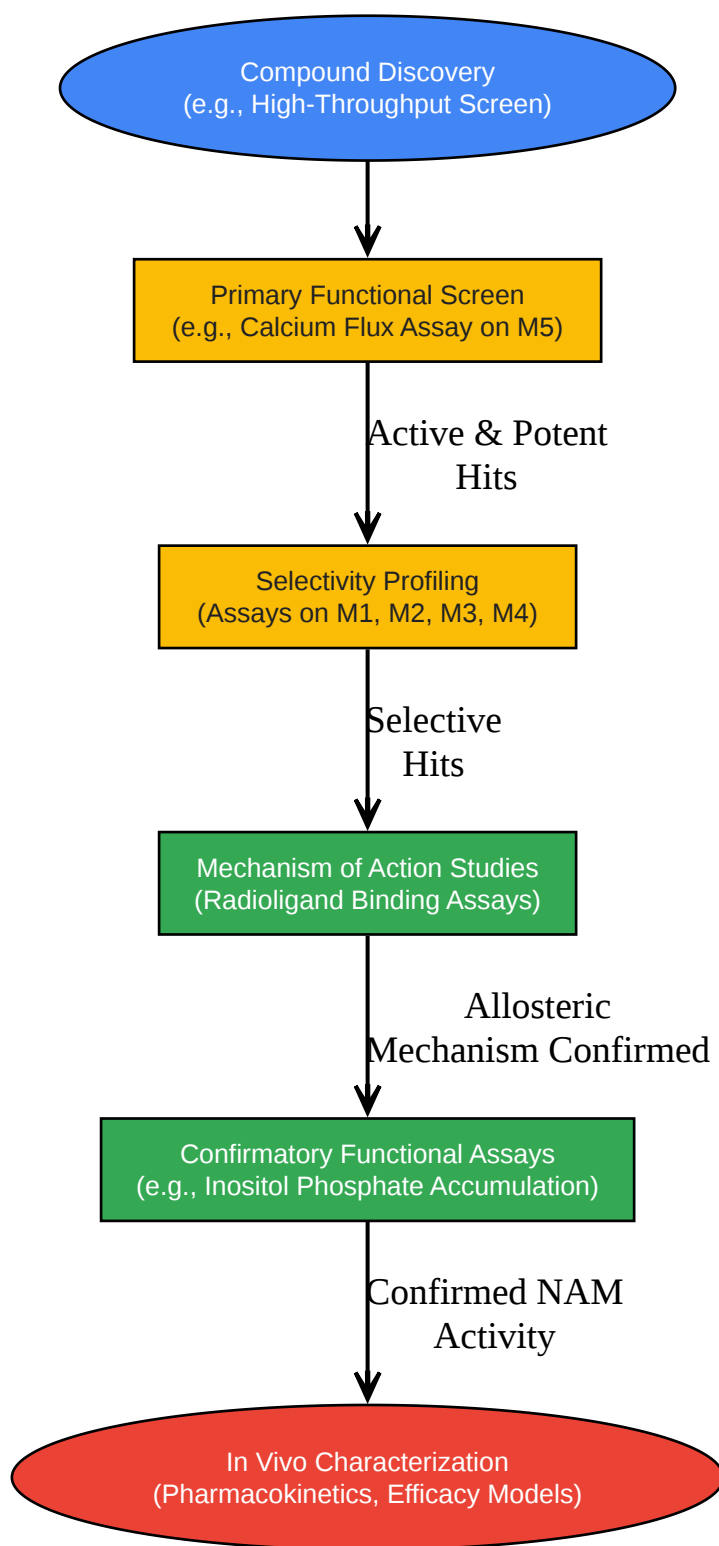 Compound Discovery
(e.g., High-Throughput Screen)
Primary Functional Screen
(e.g., Calcium Flux Assay on M5)
Active & Potent
Hits
Selectivity Profiling
(Assays on M1, M2, M3, M4)
Selective
Hits
Mechanism of Action Studies
(Radioligand Binding Assays)
Allosteric
Mechanism Confirmed
Confirmatory Functional Assays
(e.g., Inositol Phosphate Accumulation)
Confirmed NAM
Activity
In Vivo Characterization
(Pharmacokinetics, Efficacy Models)